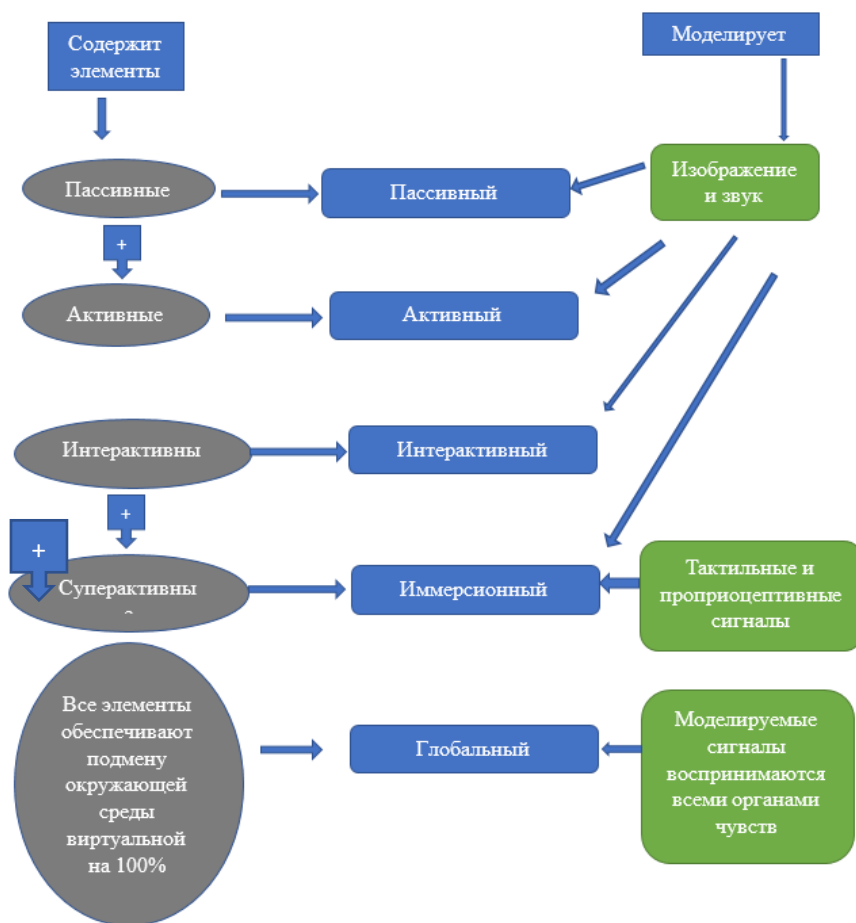 Содержит
элементы
Моделирует
Пассивные
Пассивный
Изображение
и звук
+
Активные
Активный
Интерактивны
Интерактивный
+
+
Суперактивны
Иммерсионный
Тактильные и
проприоцептивные
сигналы
Все элементы
обеспечивают
подмену
окружающей
среды
виртуальной
на 100%
Глобальный
Моделируемые
сигналы
воспринимаются
всеми органами
чувств